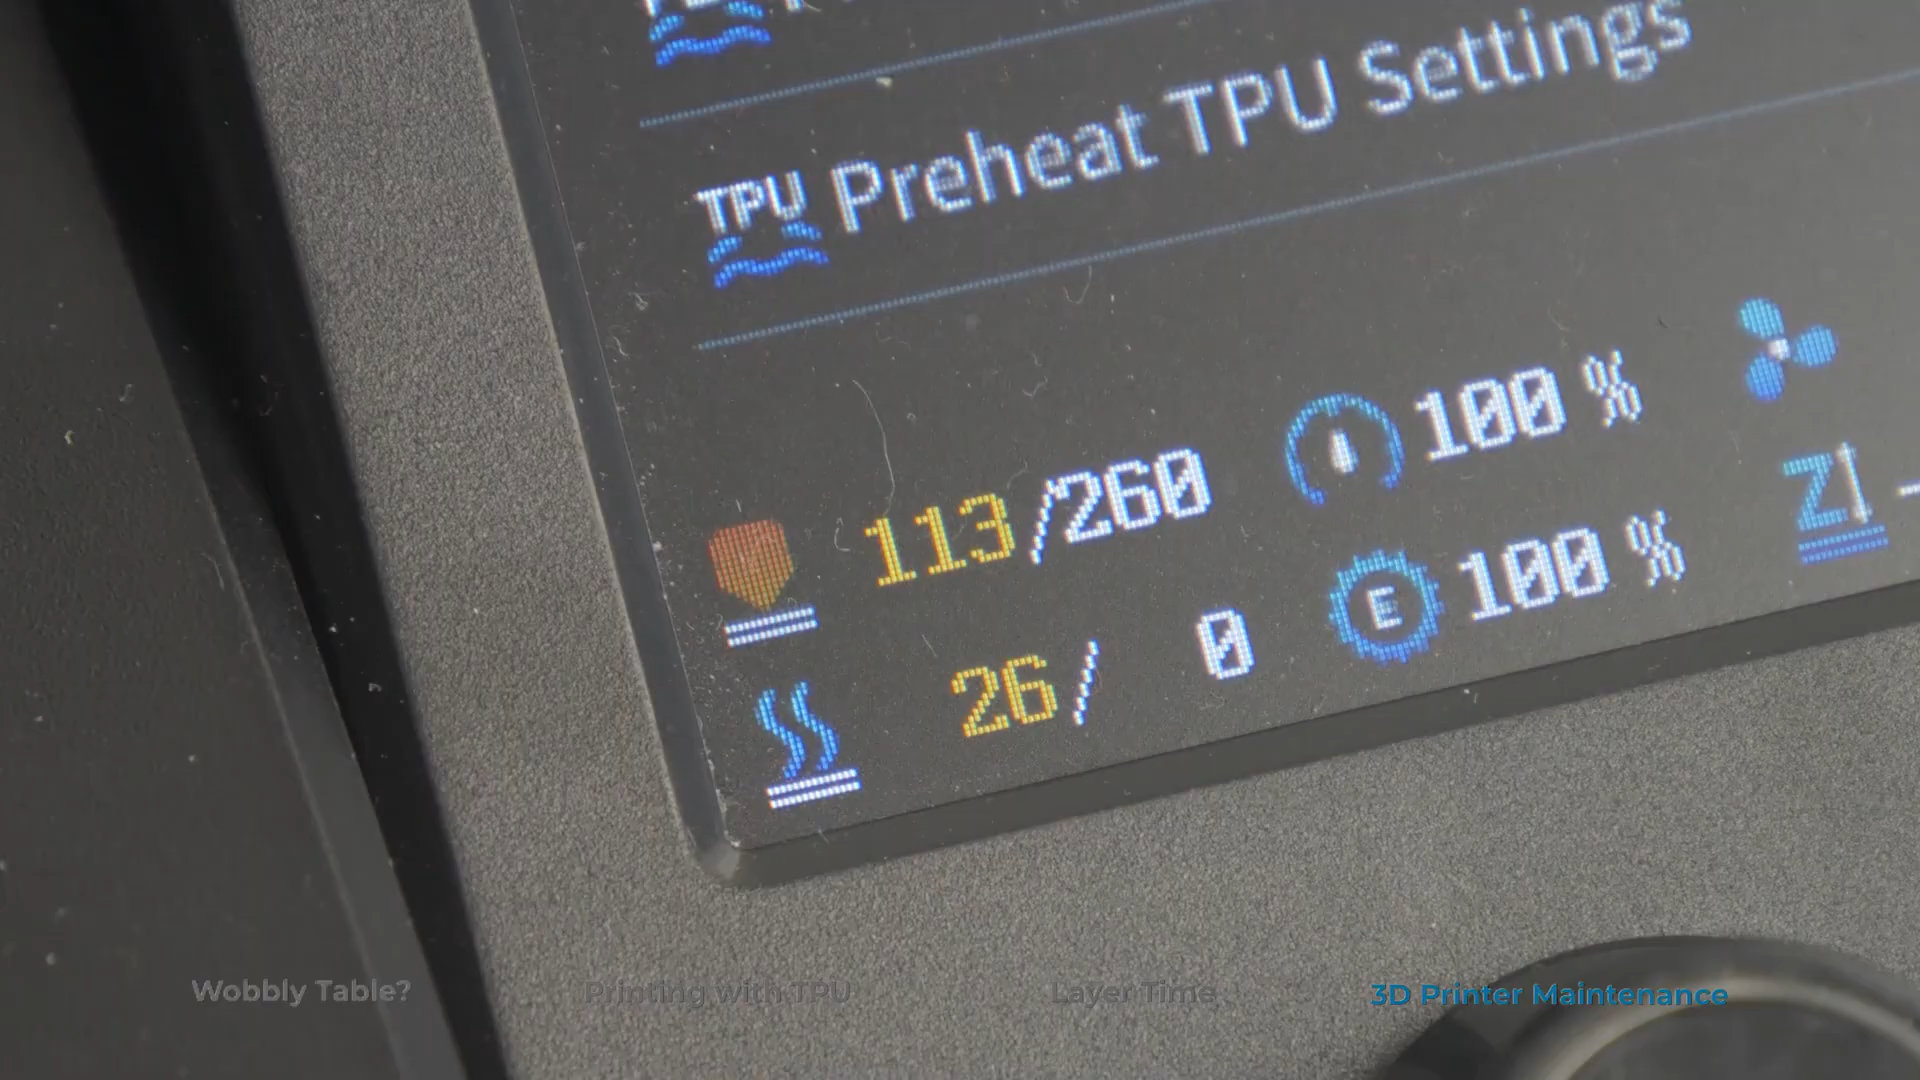 Preheat TPU Settings
TPU
113/260
100 %
26/ 0
E
100 %
Z
Wobbly Table?
Printing with TPU
Layer Time
3D Printer Maintenance